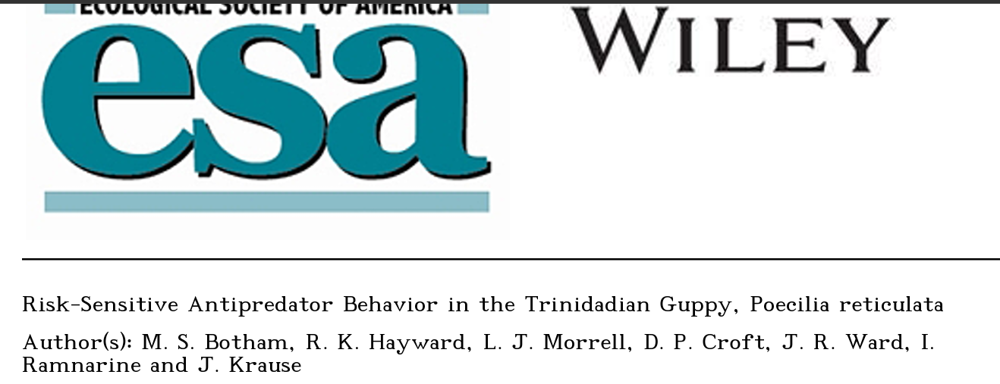 ECOLOGICAL SOCIETY OF AMERICA
esa
WILEY
Risk-Sensitive Antipredator Behavior in the Trinidadian Guppy, Poecilia reticulata
Author(s): M. S. Botham, R. K. Hayward, L. J. Morrell, D. P. Croft, J. R. Ward, I.
Ramnarine and J. Krause